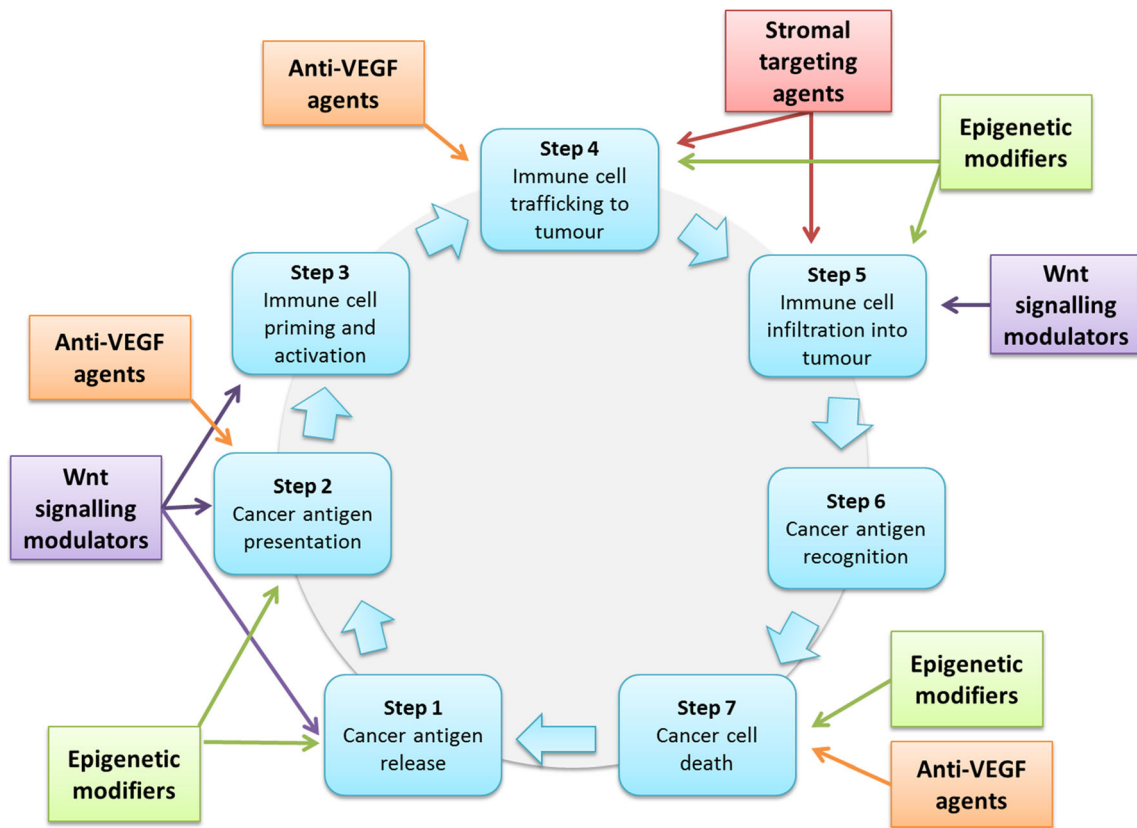 Stromal
targeting
agents
Anti-VEGF
agents
Epigenetic
modifiers
Step 4
Immune cell
trafficking to
tumour
Step 3
Immune cell
priming and
activation
Step 5
Immune cell
infiltration into
tumour
Wnt
signalling
modulators
Anti-VEGF
agents
Wnt
signalling
modulators
Step 2
Cancer antigen
presentation
Step 6
Cancer antigen
recognition
Step 1
Cancer antigen
release
Step 7
Cancer cell
death
Epigenetic
modifiers
Epigenetic
modifiers
Anti-VEGF
agents